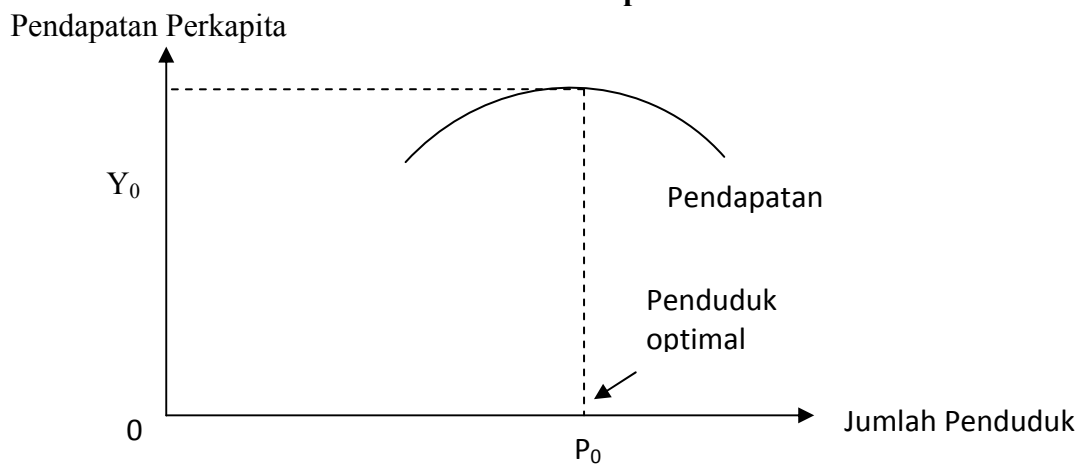 Pendapatan Perkapita
Y₀
Pendapatan
Penduduk
optimal
0
P₀
Jumlah Penduduk